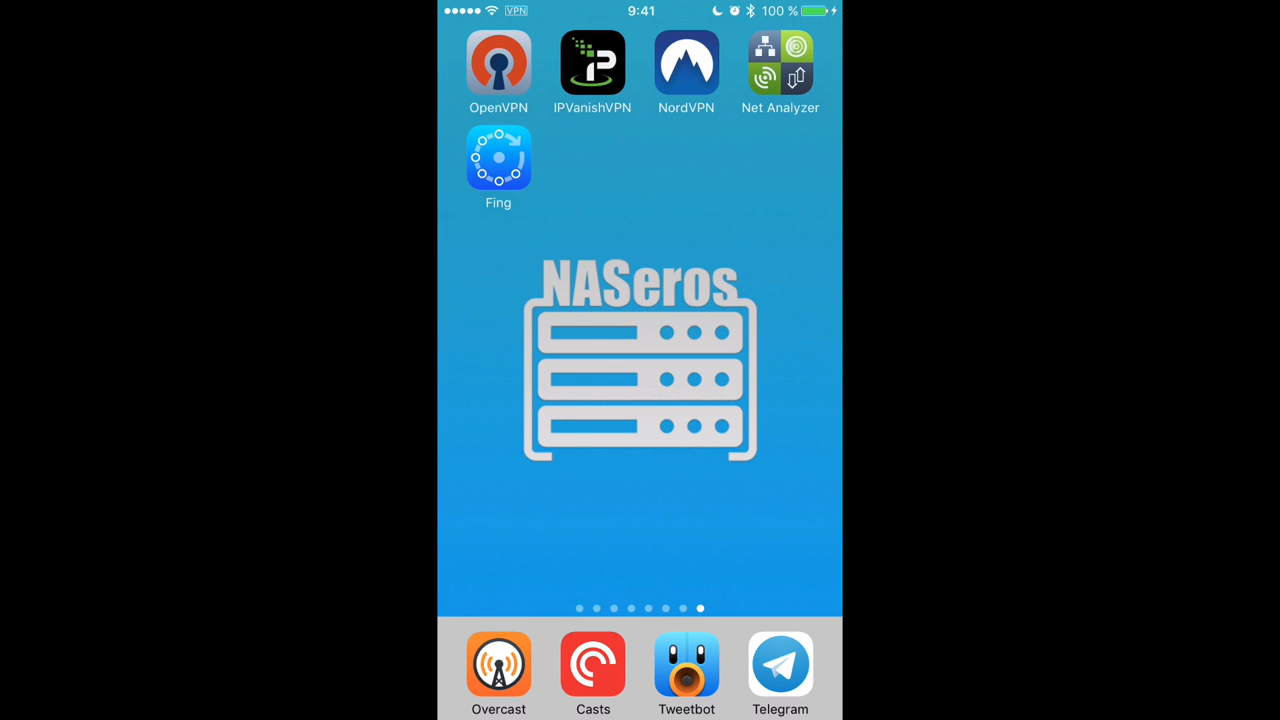 VPN 9:41 100 %
OpenVPN IPVanishVPN NordVPN Net Analyzer
Fing
NASeros
Overcast Casts Tweetbot Telegram